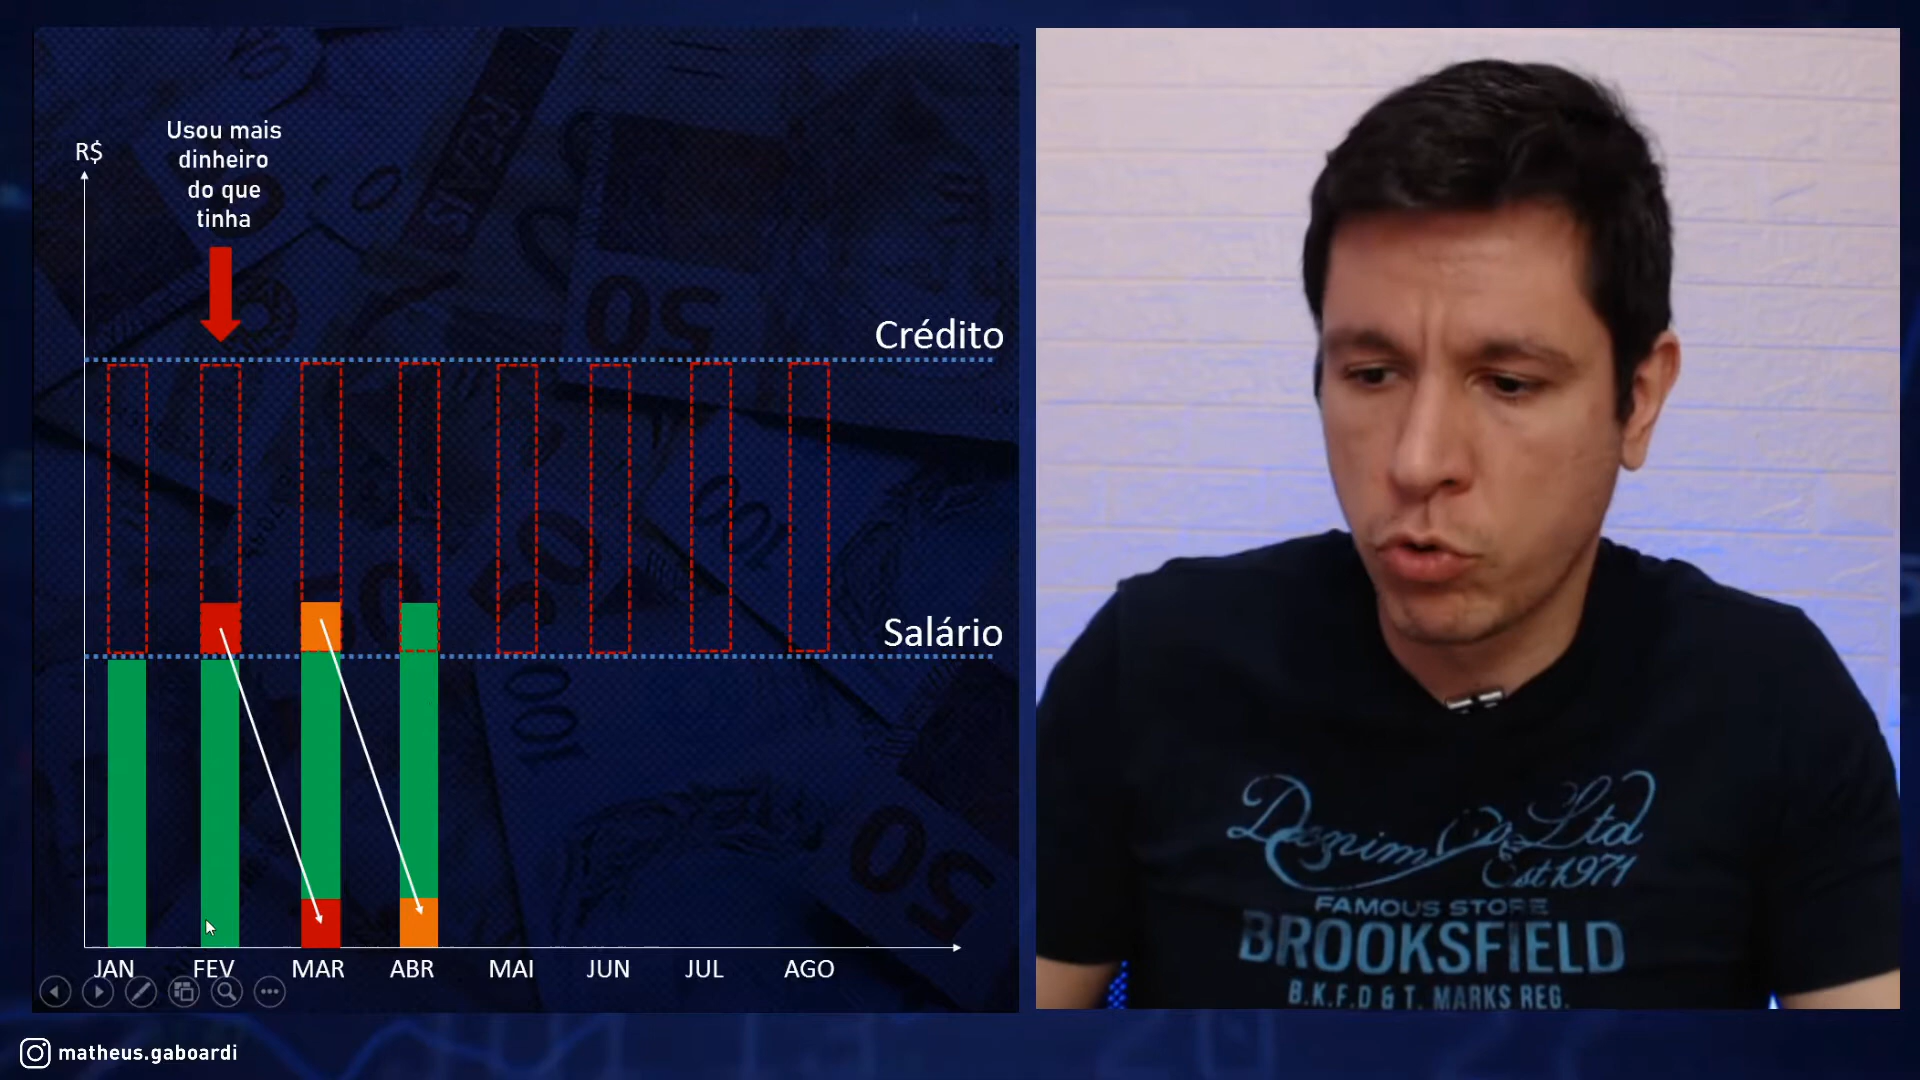 Usou mais
dinheiro
do que
tinha
R$
Crédito
Salário
JAN FEV MAR ABR MAI JUN JUL AGO
matheus.gaboardi
Denim Co. Ltd
Est 1971
FAMOUS STORE
BROOKSFIELD
B.K.F.D & T. MARKS REG.